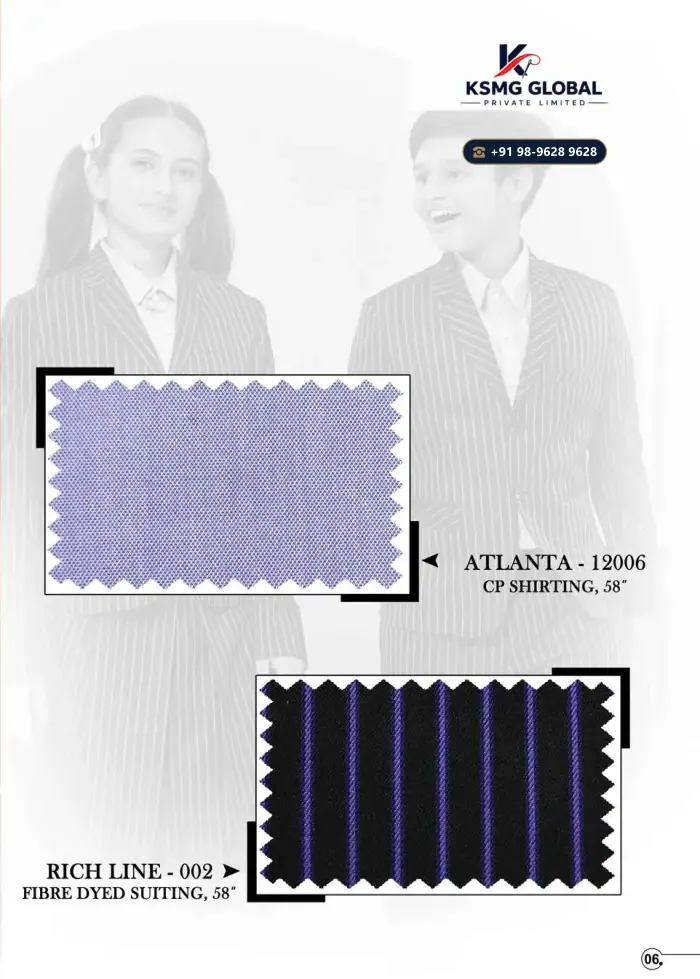 KSMG GLOBAL
PRIVATE LIMITED
+91 98-9628 9628
ATLANTA - 12006
CP SHIRTING, 58"
RICH LINE - 002
FIBRE DYED SUITING, 58"
06.